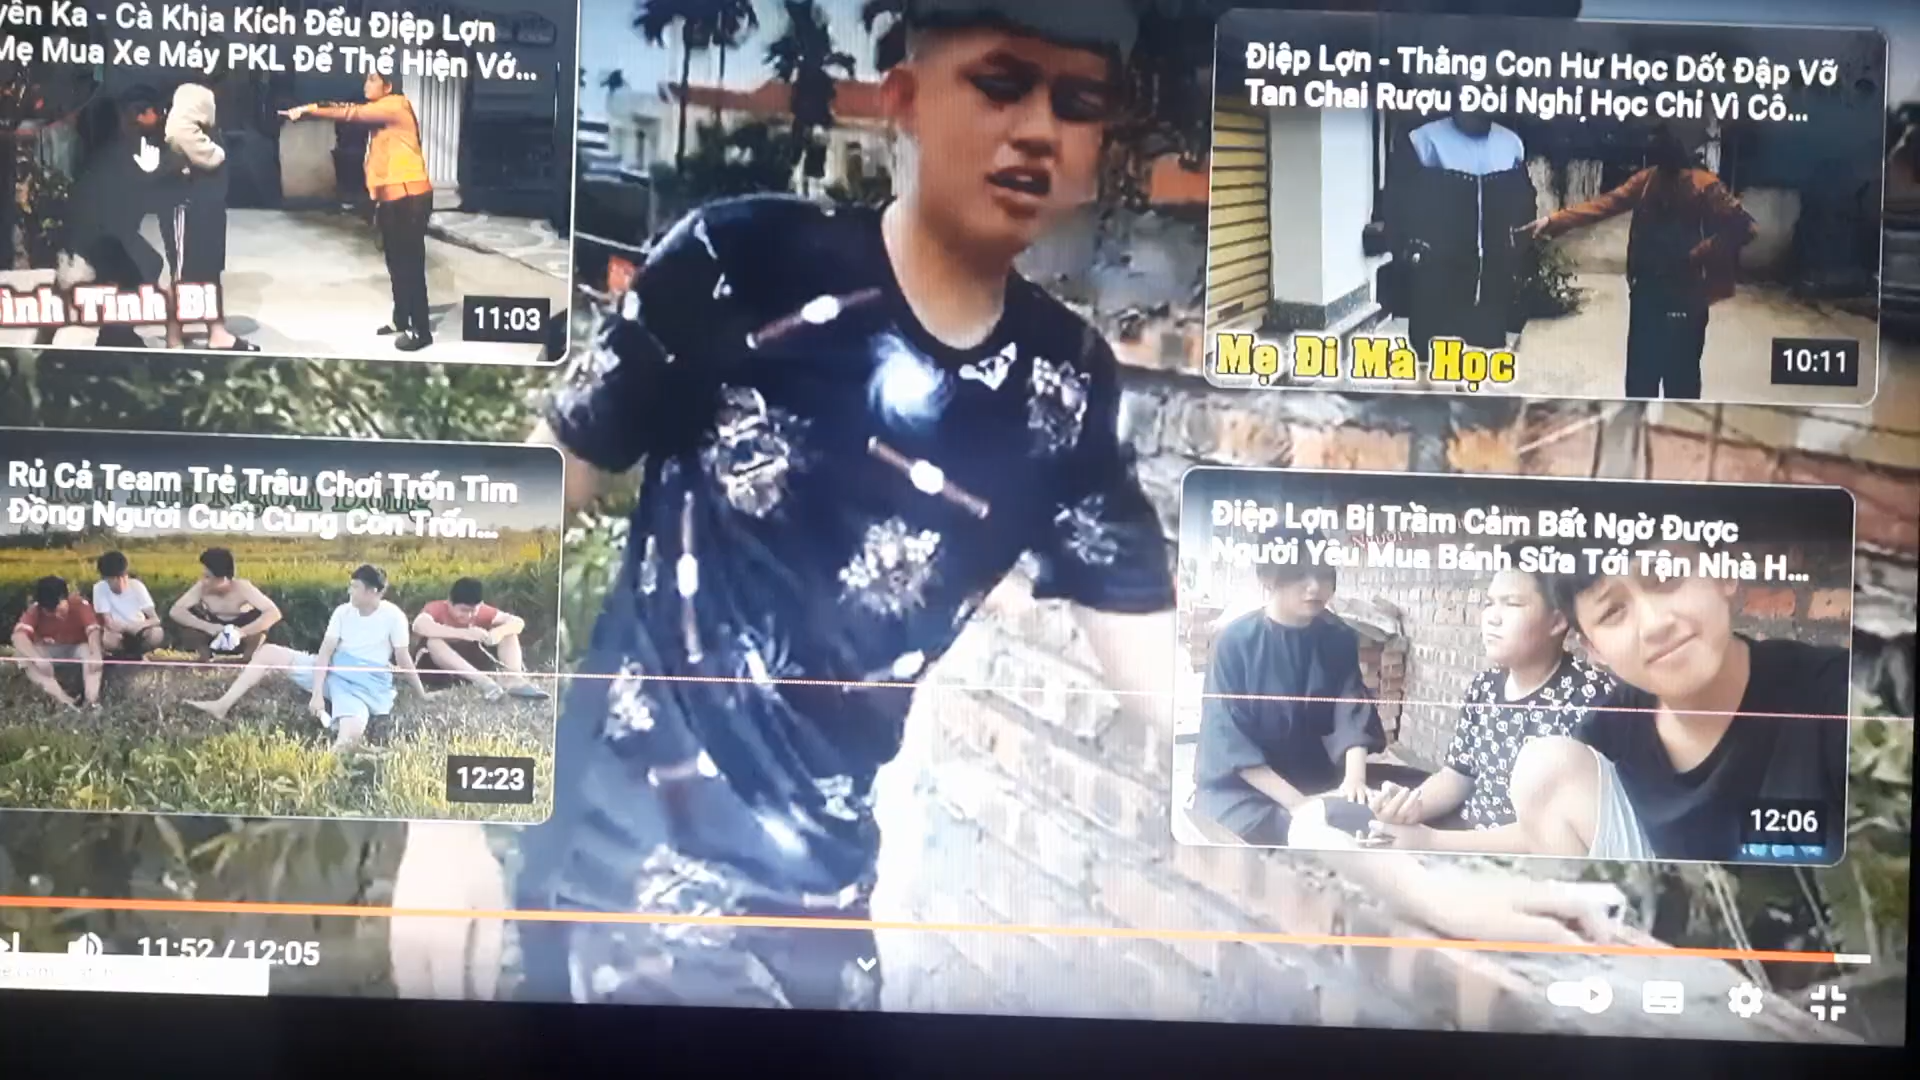 Ka - Cà Khịa Kích Đểu Điệp Lợn
Mẹ Mua Xe Máy PKL Để Thể Hiện Vớ...
Tĩnh Bi
11:03
Điệp Lợn - Thằng Con Hư Học Dốt Đập Vỡ
Tan Chai Rượu Đòi Nghỉ Học Chỉ Vì Cô...
Mẹ Đi Mà Học
10:11
Rủ Cả Team Trẻ Trâu Chơi Trốn Tìm
Đồng Người Cuối Cùng Còn Trốn...
12:23
Điệp Lợn Bị Trầm Cảm Bất Ngờ Được
Người Yêu Mua Bánh Sữa Tới Tận Nhà H...
12:06
11:52 / 12:05